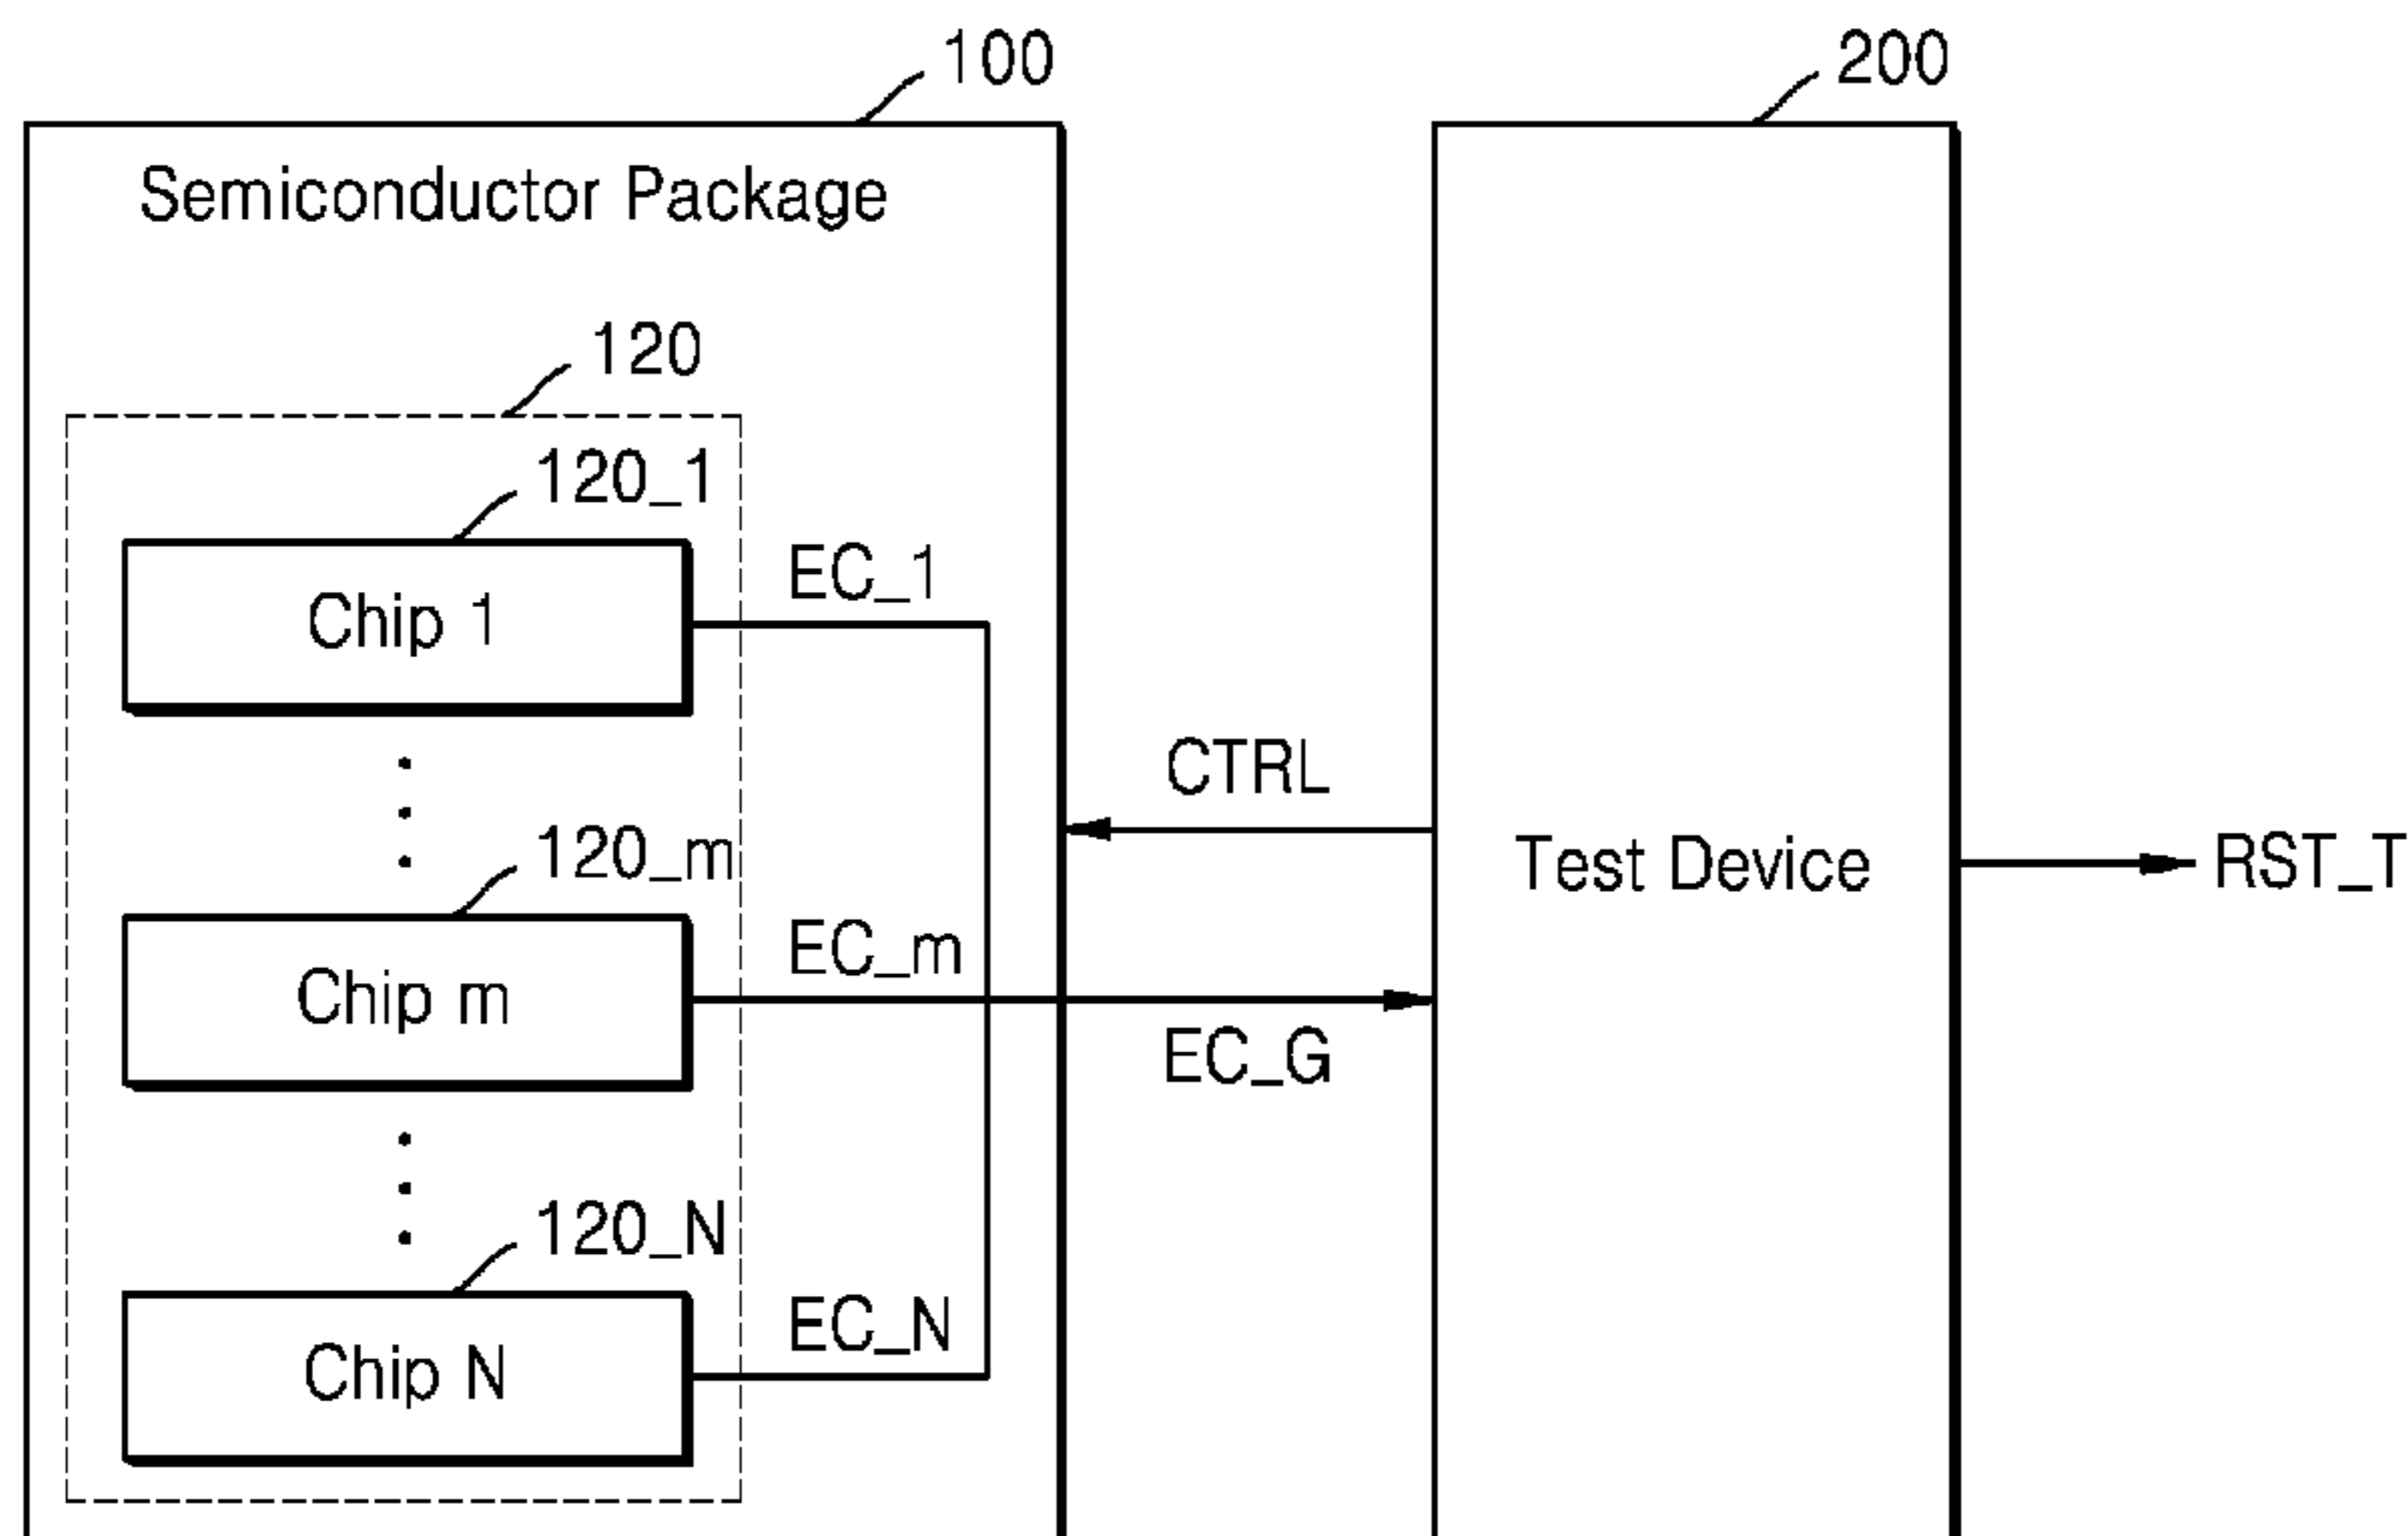 100
200
Semiconductor Package
120
120_1
Chip 1
EC_1
CTRL
Test Device
RST_T
120_m
Chip m
EC_m
EC_G
120_N
Chip N
EC_N